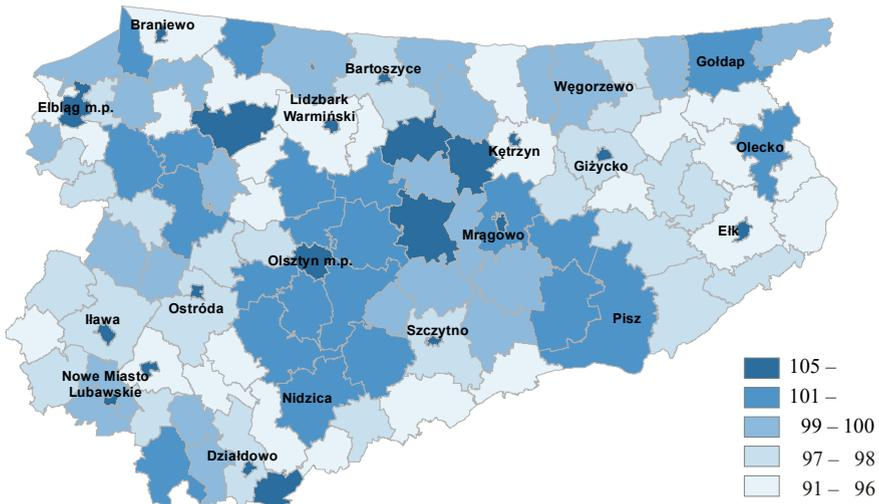 Braniewo
Gołdap
Bartoszyce
Węgorzewo
Elbląg m.p.
Lidzbark
Warmiński
Kętrzyn
Olecko
Giżycko
Ełk
Mrągowo
Olsztyn m.p.
Ostróda
Iława
Pisz
Szczytno
Nowe Miasto
Lubawskie
Nidzica
Działdowo
105 –
101 –
99 – 100
97 – 98
91 – 96